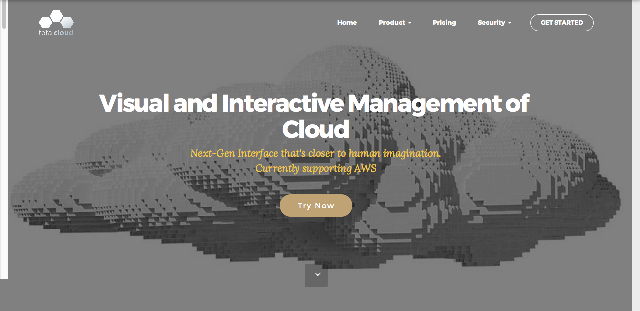 Home
Product
Pricing
Security
GET STARTED
total cloud
Visual and Interactive Management of
Cloud
Next-Gen Interface that's closer to human imagination.
Currently supporting AWS
Try Now